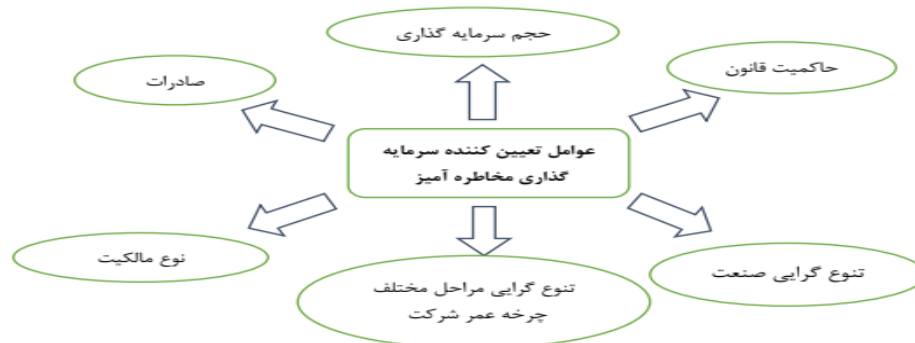 حجم سرمایه گذاری
حاکمیت قانون
صادرات
عوامل تعیین کننده سرمایه
گذاری مخاطره آمیز
نوع مالکیت
تنوع گرایی صنعت
تنوع گرایی مراحل مختلف
چرخه عمر شرکت